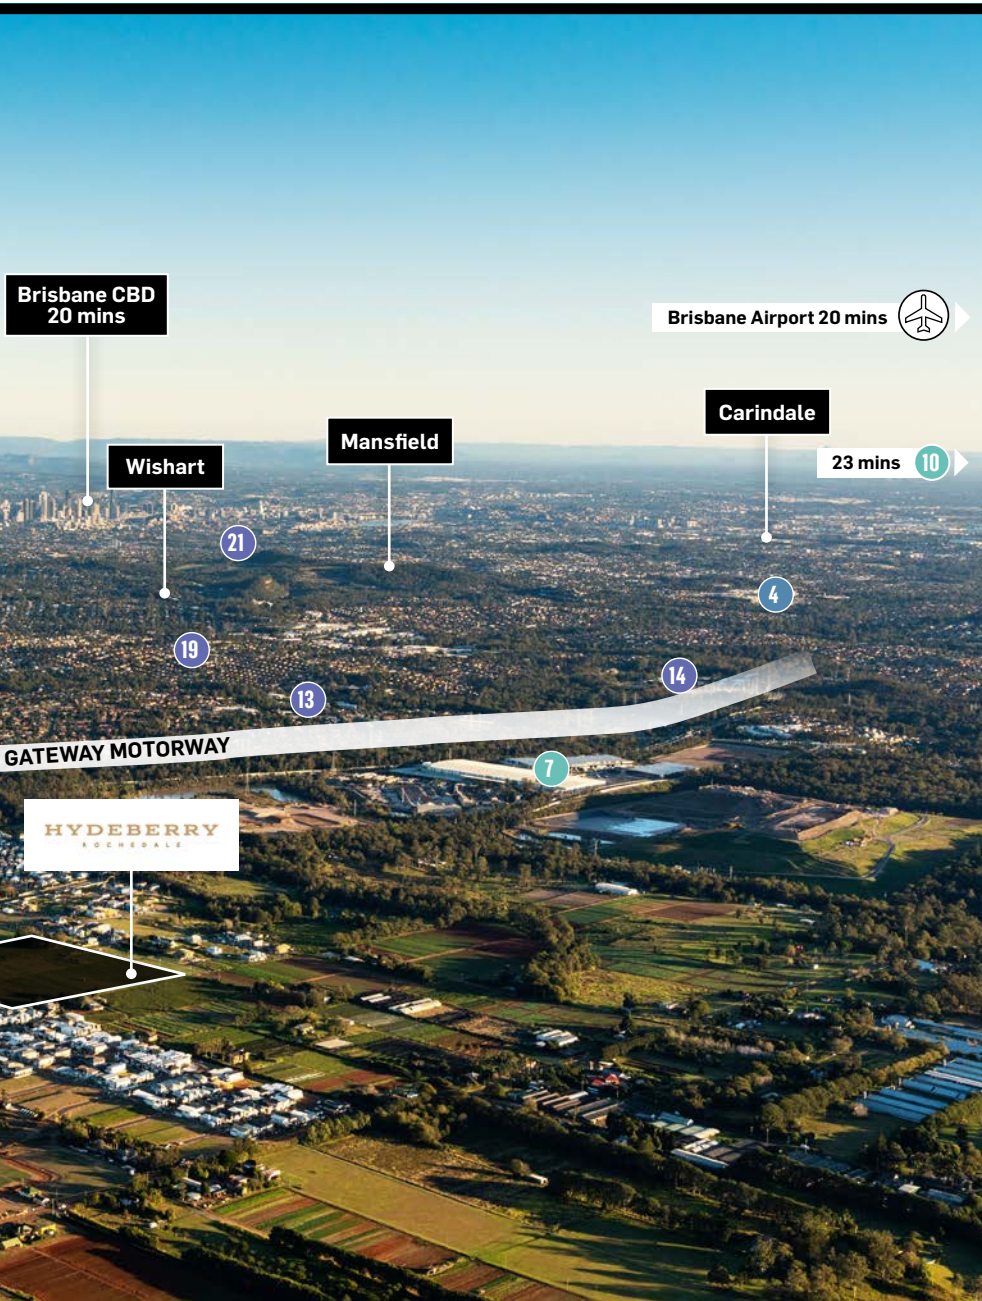 Brisbane CBD
20 mins
Brisbane Airport 20 mins
Carindale
Mansfield
Wishart
23 mins 10
21
4
19
14
13
GATEWAY MOTORWAY
7
HYDEBERRY
ROCHEDALE